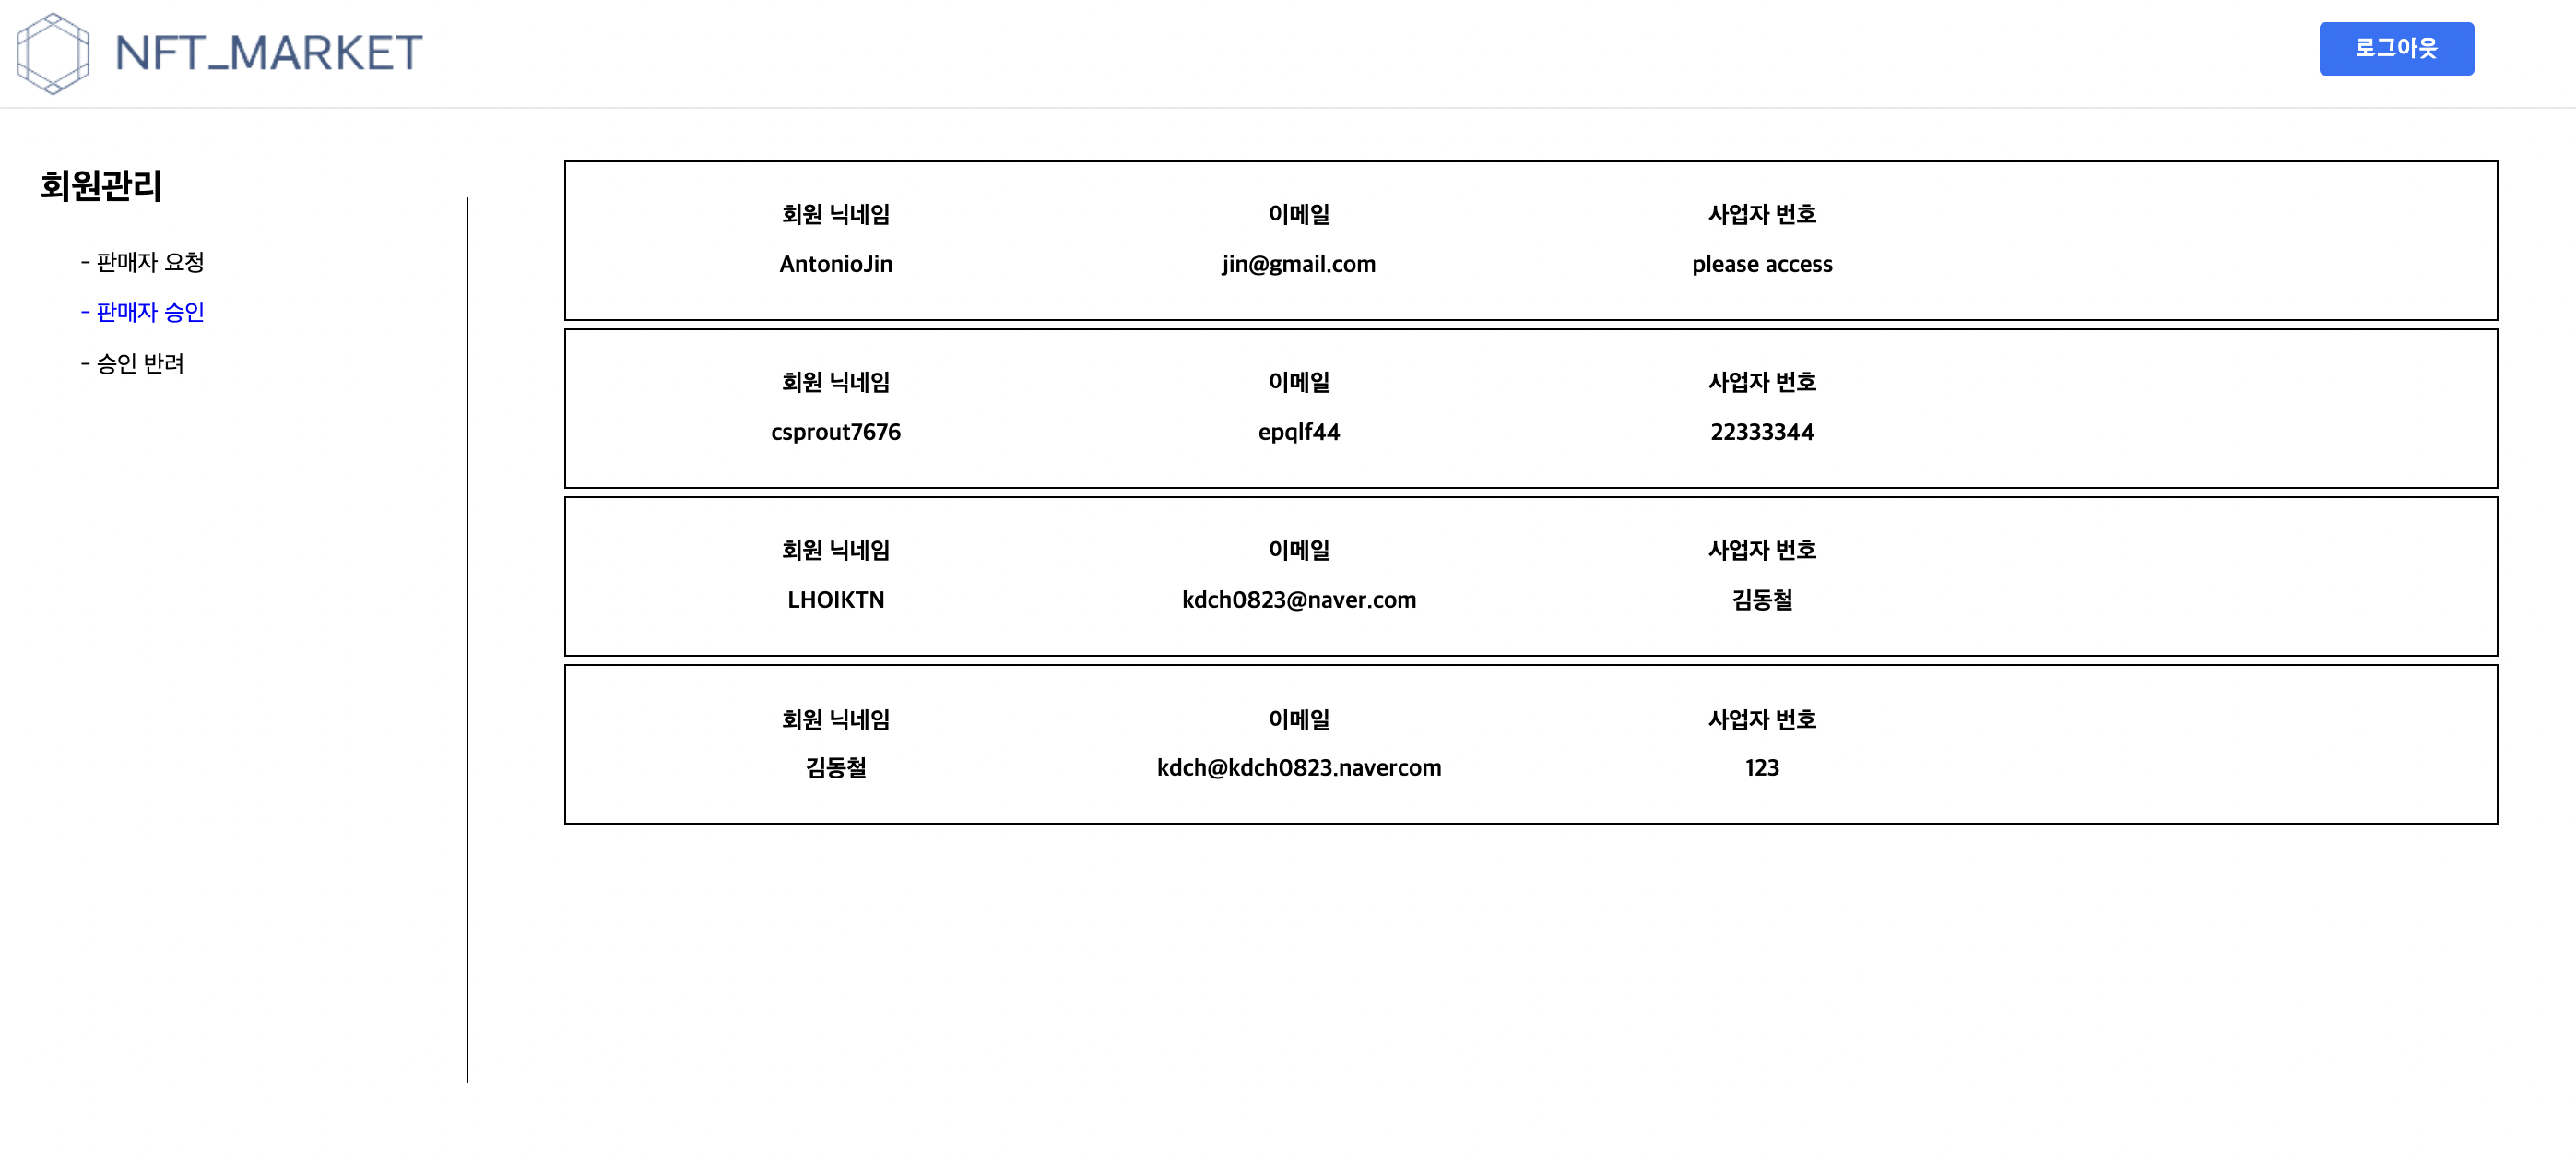 NFT_MARKET
로그아웃
회원관리
- 판매자 요청
- 판매자 승인
- 승인 반려
회원 닉네임 이메일 사업자 번호
AntonioJin jin@gmail.com please access
회원 닉네임 이메일 사업자 번호
csprout7676 epqlf44 22333344
회원 닉네임 이메일 사업자 번호
LHOIKTN kdch0823@naver.com 김동철
회원 닉네임 이메일 사업자 번호
김동철 kdch@kdch0823.navercom 123